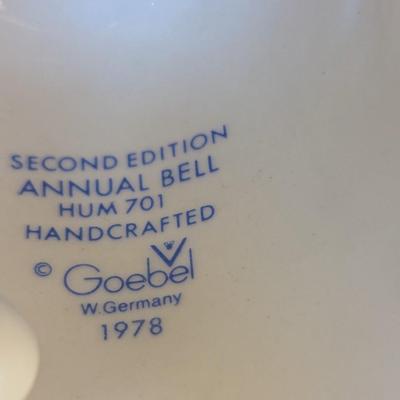 SECOND EDITION
ANNUAL BELL
HUM 701
HANDCRAFTED
© Goebel
W. Germany
1978